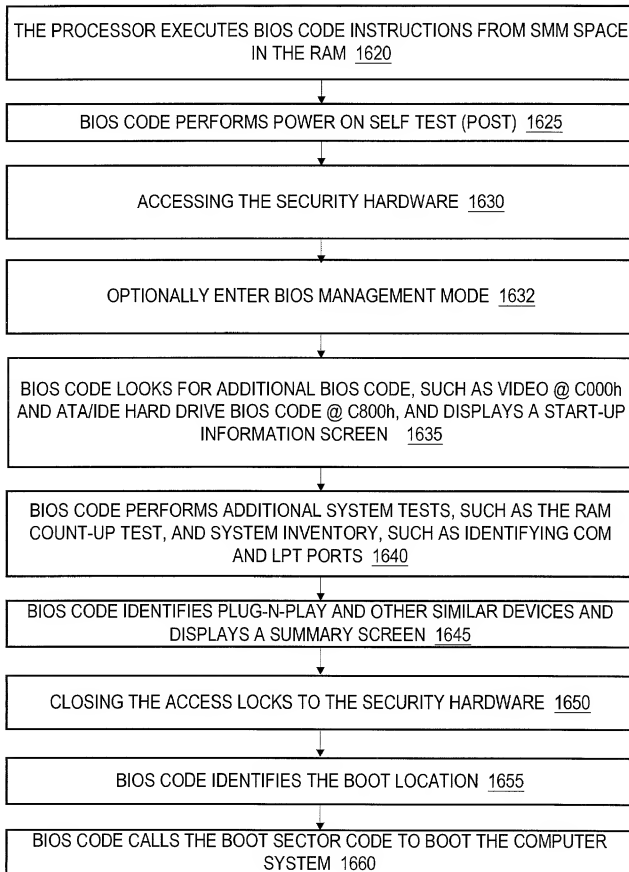 THE PROCESSOR EXECUTES BIOS CODE INSTRUCTIONS FROM SMM SPACE
IN THE RAM 1620
BIOS CODE PERFORMS POWER ON SELF TEST (POST) 1625
ACCESSING THE SECURITY HARDWARE 1630
OPTIONALLY ENTER BIOS MANAGEMENT MODE 1632
BIOS CODE LOOKS FOR ADDITIONAL BIOS CODE, SUCH AS VIDEO @ C000h
AND ATA/IDE HARD DRIVE BIOS CODE @ C800h, AND DISPLAYS A START-UP
INFORMATION SCREEN 1635
BIOS CODE PERFORMS ADDITIONAL SYSTEM TESTS, SUCH AS THE RAM
COUNT-UP TEST, AND SYSTEM INVENTORY, SUCH AS IDENTIFYING COM
AND LPT PORTS 1640
BIOS CODE IDENTIFIES PLUG-N-PLAY AND OTHER SIMILAR DEVICES AND
DISPLAYS A SUMMARY SCREEN 1645
CLOSING THE ACCESS LOCKS TO THE SECURITY HARDWARE 1650
BIOS CODE IDENTIFIES THE BOOT LOCATION 1655
BIOS CODE CALLS THE BOOT SECTOR CODE TO BOOT THE COMPUTER
SYSTEM 1660